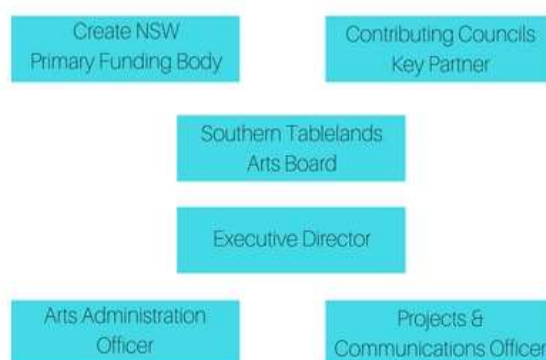 Create NSW
Primary Funding Body
Contributing Councils
Key Partner
Southern Tablelands
Arts Board
Executive Director
Arts Administration
Officer
Projects &
Communications Officer